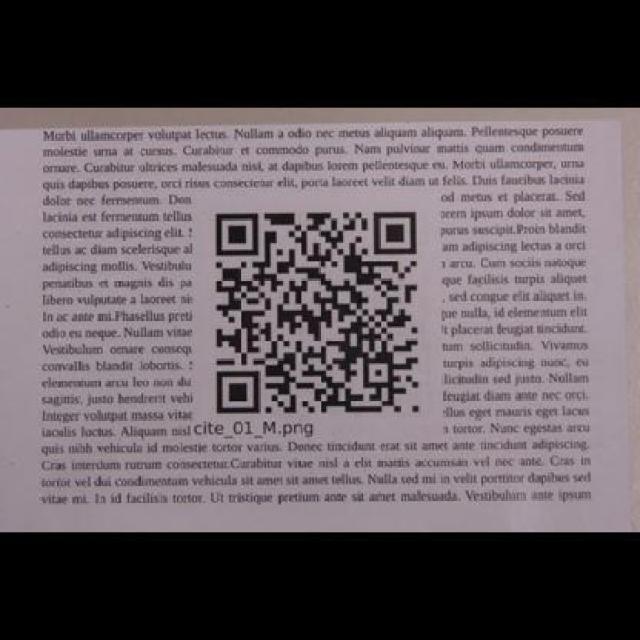 Morbi ullamcorper volutpat lectus. Nullam a odio nec metus aliquam aliquam. Pellentesque posuere
molestie urna at cursus. Curabitur et commodo purus. Nam pulvinar mattis quam condimentum
ornare. Curabitur ultrices malesuada nisl, at dapibus lorem pellentesque eu. Morbi ullamcorper, urna
quis dapibus posuere, orci risus consectetur elit, porta laoreet velit diam ut felis. Duis faucibus lacinia
dolor nec fermentum. Don od metus et placerat. Sed
lacinia est fermentum tellus orem ipsum dolor sit amet,
consectetur adipiscing elit. purus suscipit.Proin blandit
tellus ac diam scelerisque al am adipiscing lectus a orci
adipiscing mollis. Vestibulu arcu. Cum sociis natoque
penatibus et magnis dis pa que facilisis turpis aliquet
libero vulputate a laoreet , sed congue elit aliquet in.
In ac ante mi.Phasellus preti nulla, id elementum elit
odio eu neque. Nullam vitae placerat feugiat tincidunt.
Vestibulum ornare consequ tum sollicitudin. Vivamus
convallis blandit lobortis. turpis adipiscing nunc, eu
elementum arcu leo non du licitudin sed justo. Nullam
sagittis, justo hendrerit vehi feugiat diam ante nec orci.
Integer volutpat massa vitae ellus eget mauris eget lacus
iaculis luctus. Aliquam nisl cite_01_M.png tortor. Nunc egestas arcu
quis nibh vehicula id molestie tortor varius. Donec tincidunt erat sit amet ante tincidunt adipiscing.
Cras interdum rutrum consectetur.Curabitur vitae nisl a elit mattis accumsan vel nec ante. Cras in
tortor vel dui condimentum vehicula sit amet sit amet tellus. Nulla sed mi in velit porttitor dapibus sed
vitae mi. In id facilisis tortor. Ut tristique pretium ante sit amet malesuada. Vestibulum ante ipsum